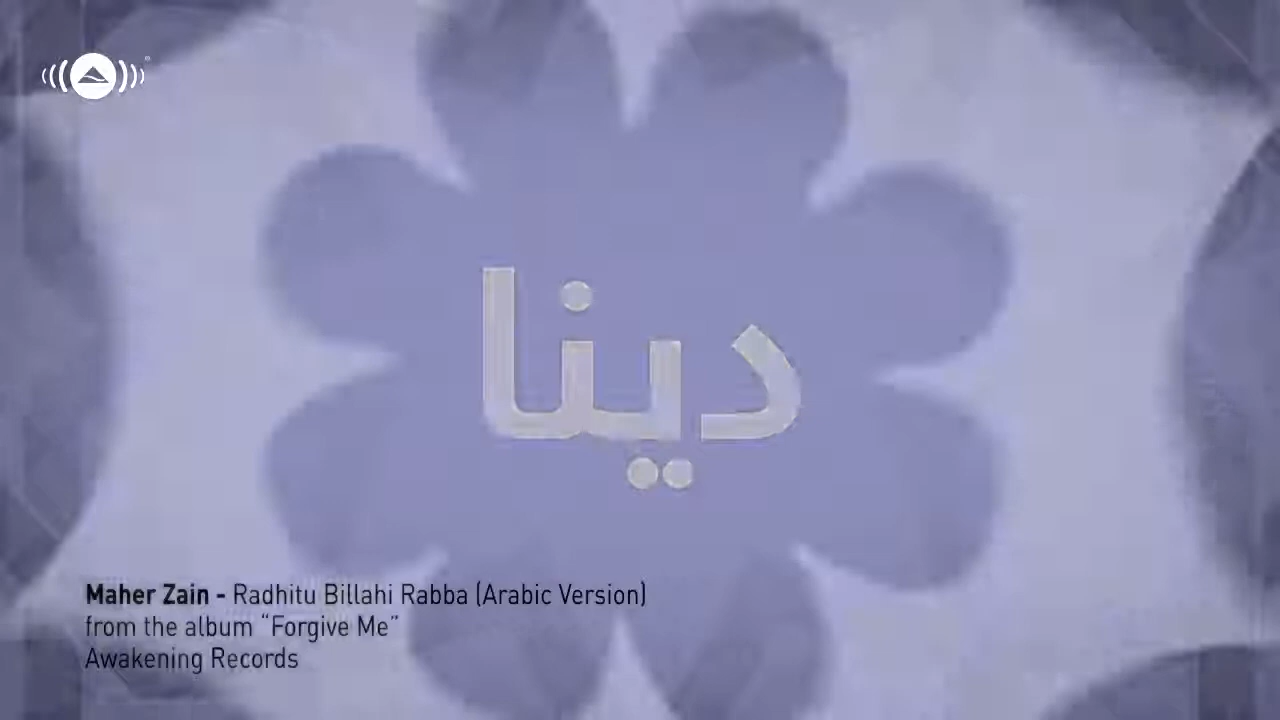 دينا
Maher Zain - Radhitu Billahi Rabba (Arabic Version)
from the album “Forgive Me”
Awakening Records